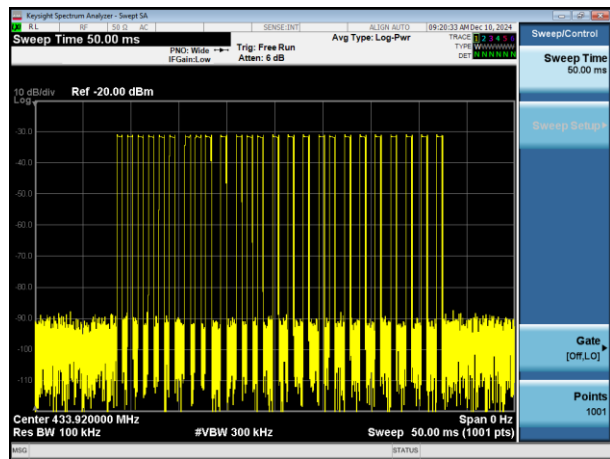 Keysight Spectrum Analyzer - Swept SA
RL RF 50 Ω AC SENSE:INT ALIGN AUTO 09:20:33 AM Dec 10, 2024
Sweep Time 50.00 ms
PNO: Wide Trig: Free Run Avg Type: Log-Pwr TRACE 1 2 3 4 5 6
IFGain:Low Atten: 6 dB TYPE WWWWWW
DET N N N N N N
Sweep/Control
Sweep Time
50.00 ms
Sweep Setup
10 dB/div Ref -20.00 dBm
Log
-30.0
-40.0
-50.0
-60.0
-70.0
-80.0
-90.0
-100
-110
Gate
[Off,LO]
Points
1001
Center 433.920000 MHz Span 0 Hz
Res BW 100 kHz #VBW 300 kHz Sweep 50.00 ms (1001 pts)
MSG STATUS